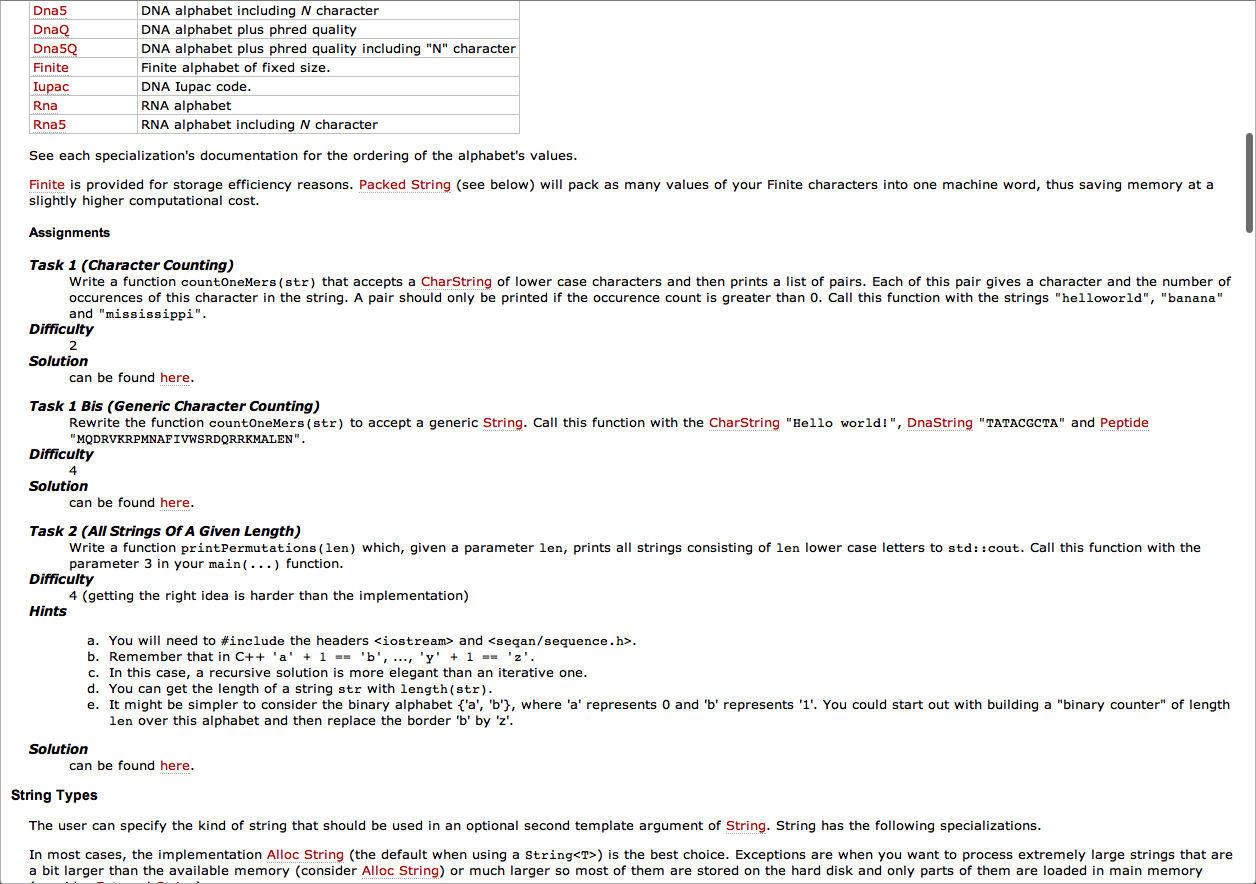 Dna5 DNA alphabet including N character
DnaQ DNA alphabet plus phred quality
Dna5Q DNA alphabet plus phred quality including "N" character
Finite Finite alphabet of fixed size.
Iupac DNA Iupac code.
Rna RNA alphabet
Rna5 RNA alphabet including N character
See each specialization's documentation for the ordering of the alphabet's values.
Finite is provided for storage efficiency reasons. Packed String (see below) will pack as many values of your Finite characters into one machine word, thus saving memory at a
slightly higher computational cost.
Assignments
Task 1 (Character Counting)
Write a function countOneMers(str) that accepts a CharString of lower case characters and then prints a list of pairs. Each of this pair gives a character and the number of
occurences of this character in the string. A pair should only be printed if the occurence count is greater than 0. Call this function with the strings "helloworld", "banana"
and "mississippi".
Difficulty
2
Solution
can be found here.
Task 1 Bis (Generic Character Counting)
Rewrite the function countOneMers(str) to accept a generic String. Call this function with the CharString "Hello world!", DnaString "TATACGCTA" and Peptide
"MQDRVKRPMNAFIVWSRDQRRKMALEN".
Difficulty
4
Solution
can be found here.
Task 2 (All Strings Of A Given Length)
Write a function printPermutations(len) which, given a parameter len, prints all strings consisting of len lower case letters to std::cout. Call this function with the
parameter 3 in your main(...) function.
Difficulty
4 (getting the right idea is harder than the implementation)
Hints
a. You will need to #include the headers <iostream> and <seqan/sequence.h>.
b. Remember that in C++ 'a' + 1 == 'b', ..., 'y' + 1 == 'z'.
c. In this case, a recursive solution is more elegant than an iterative one.
d. You can get the length of a string str with length(str).
e. It might be simpler to consider the binary alphabet {'a', 'b'}, where 'a' represents 0 and 'b' represents '1'. You could start out with building a "binary counter" of length
len over this alphabet and then replace the border 'b' by 'z'.
Solution
can be found here.
String Types
The user can specify the kind of string that should be used in an optional second template argument of String. String has the following specializations.
In most cases, the implementation Alloc String (the default when using a String<T>) is the best choice. Exceptions are when you want to process extremely large strings that are
a bit larger than the available memory (consider Alloc String) or much larger so most of them are stored on the hard disk and only parts of them are loaded in main memory